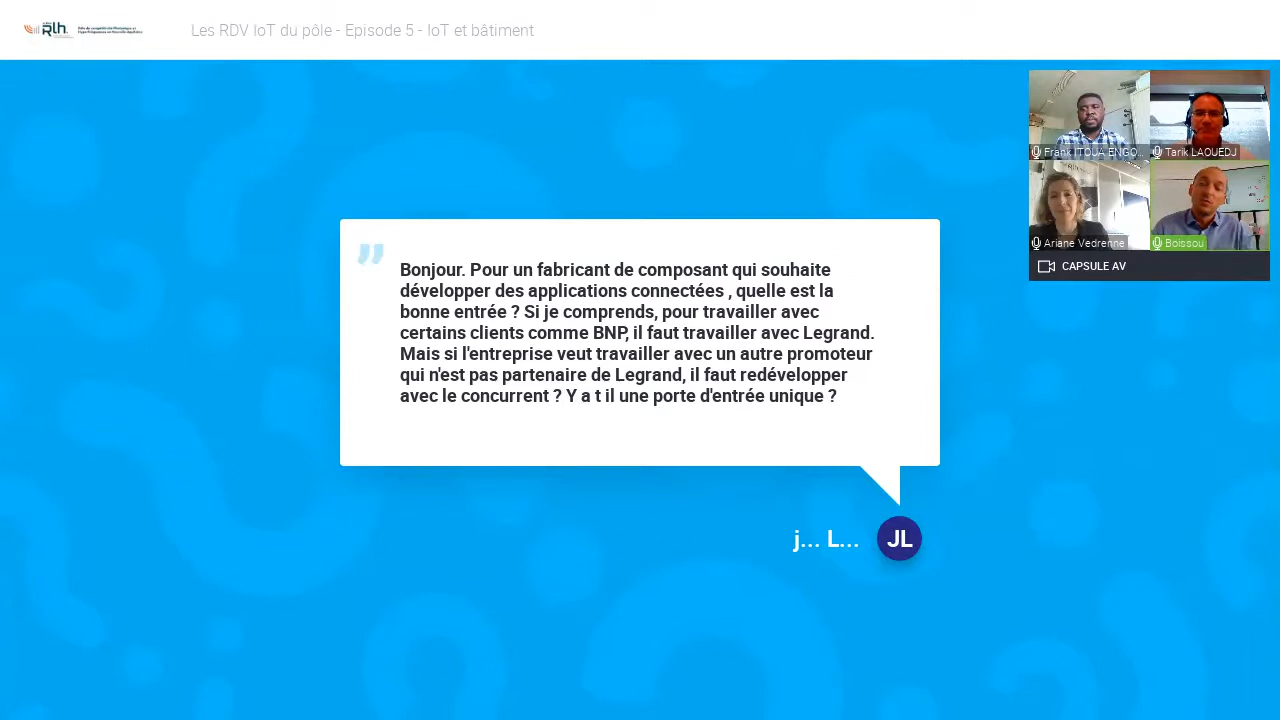 Rlh.
Les RDV IoT du pôle - Episode 5 - IoT et bâtiment
Frank ITOUA ENGO...
Tarik LAOUEDJ
Ariane Vedrenne
Boissou
CAPSULE AV
Bonjour. Pour un fabricant de composant qui souhaite
développer des applications connectées , quelle est la
bonne entrée ? Si je comprends, pour travailler avec
certains clients comme BNP, il faut travailler avec Legrand.
Mais si l'entreprise veut travailler avec un autre promoteur
qui n'est pas partenaire de Legrand, il faut redévelopper
avec le concurrent ? Y a t il une porte d'entrée unique ?
j... L...
JL